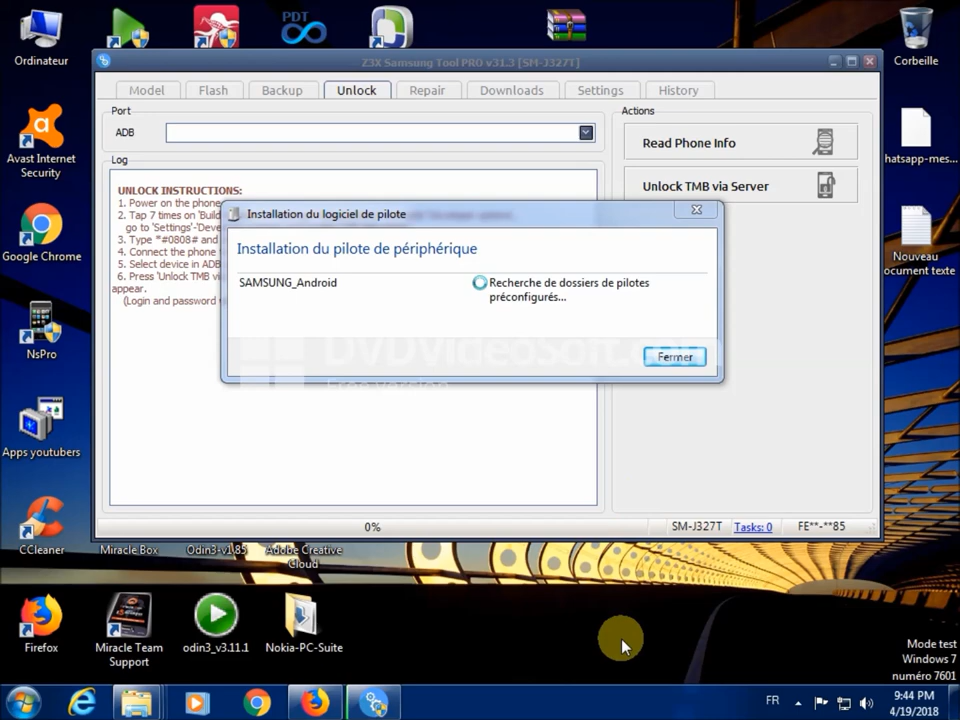 PDT
Ordinateur
Corbeille
Z3X Samsung Tool PRO v31.3 [SM-J327T]
Model
Flash
Backup
Unlock
Repair
Downloads
Settings
History
Port
ADB
Actions
Read Phone Info
Unlock TMB via Server
Log
UNLOCK INSTRUCTIONS:
1. Power on the phone
2. Tap 7 times on 'Build
go to 'Settings'-'Deve
3. Type *#0808# and
4. Connect the phone
5. Select device in ADB
6. Press 'Unlock TMB vi
appear.
(Login and password
Installation du logiciel de pilote
Installation du pilote de périphérique
SAMSUNG_Android
Recherche de dossiers de pilotes
préconfigurés...
Fermer
DVDVideoSoft.com
Free version
0%
SM-J327T
Tasks: 0
FE**-**85
Avast Internet
Security
Google Chrome
NsPro
Apps youtubers
CCleaner
Miracle Box
Odin3-v1.85
Adobe Creative
Cloud
hatsapp-mes...
Nouveau
ocument texte
Firefox
Miracle Team
Support
odin3_v3.11.1
Nokia-PC-Suite
Mode test
Windows 7
numéro 7601
FR
9:44 PM
4/19/2018